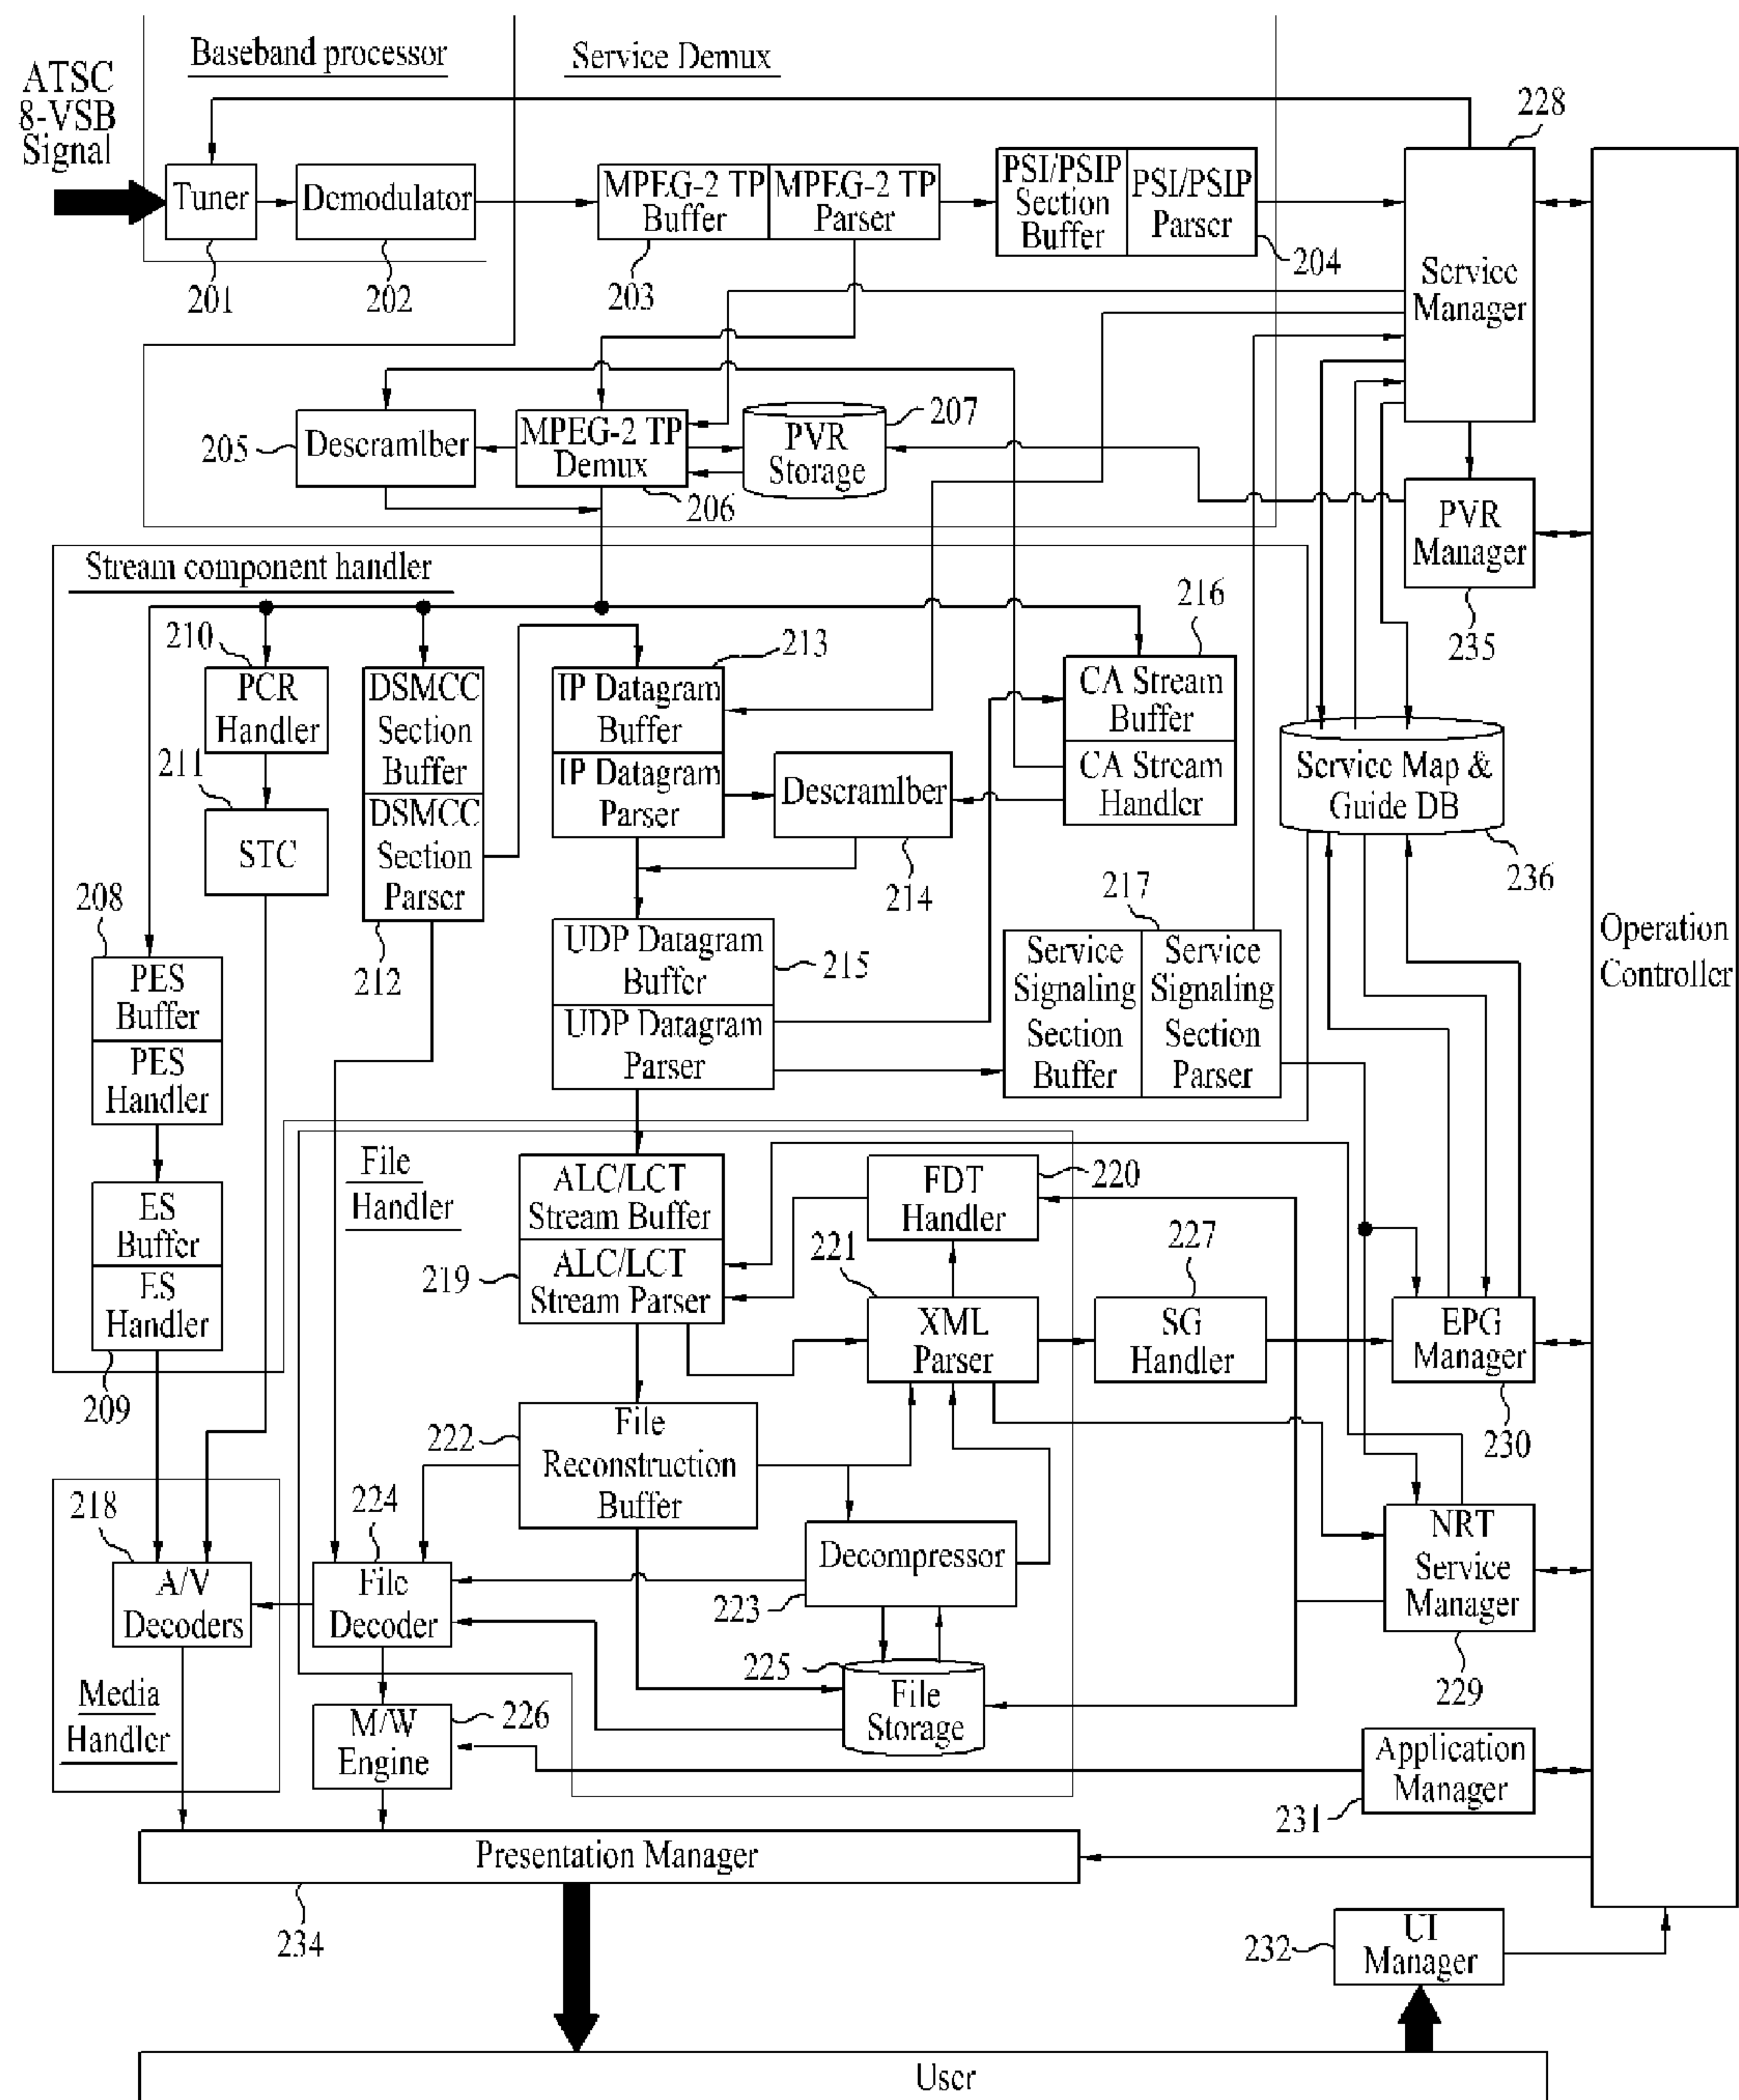 Baseband processor
Service Demux
ATSC
8-VSB
Signal
228
Tuner
Demodulator
MPEG-2 TP
Buffer
MPEG-2 TP
Parser
PSI/PSIP
Section
Buffer
PSI/PSIP
Parser
201
202
203
204
Service
Manager
205
Descramlber
MPEG-2 TP
Demux
206
PVR
Storage
207
PVR
Manager
235
Stream component handler
210
PCR
Handler
211
STC
DSMCC
Section
Buffer
DSMCC
Section
Parser
212
213
IP Datagram
Buffer
IP Datagram
Parser
Descramlber
214
216
CA Stream
Buffer
CA Stream
Handler
Service Map &
Guide DB
236
Operation
Controller
208
PES
Buffer
PES
Handler
UDP Datagram
Buffer
UDP Datagram
Parser
215
217
Service
Signaling
Section
Buffer
Service
Signaling
Section
Parser
ES
Buffer
ES
Handler
209
File
Handler
ALC/LCT
Stream Buffer
ALC/LCT
Stream Parser
219
FDT
Handler
220
221
XML
Parser
227
SG
Handler
EPG
Manager
230
222
File
Reconstruction
Buffer
218
A/V
Decoders
224
File
Decoder
Decompressor
223
NRT
Service
Manager
229
225
File
Storage
Media
Handler
M/W
Engine
226
Application
Manager
231
Presentation Manager
234
232
UI
Manager
User